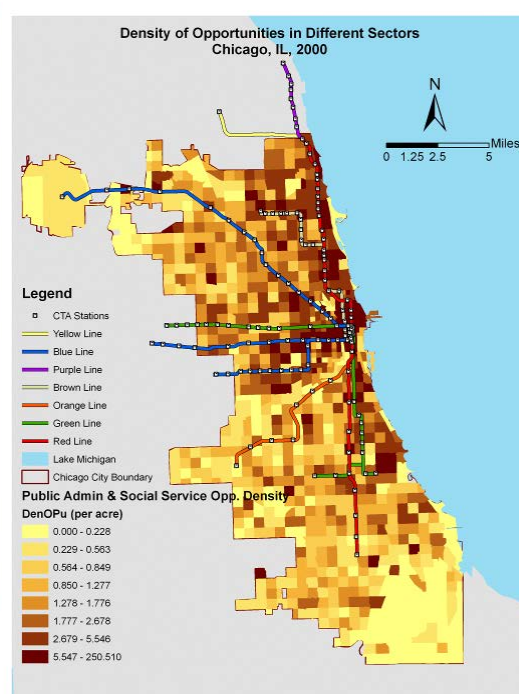 Density of Opportunities in Different Sectors
Chicago, IL, 2000
N
Miles
0 1.25 2.5 5
Legend
CTA Stations
Yellow Line
Blue Line
Purple Line
Brown Line
Orange Line
Green Line
Red Line
Lake Michigan
Chicago City Boundary
Public Admin & Social Service Opp. Density
DenOPu (per acre)
0.000 - 0.228
0.229 - 0.563
0.564 - 0.849
0.850 - 1.277
1.278 - 1.776
1.777 - 2.678
2.679 - 5.546
5.547 - 250.510